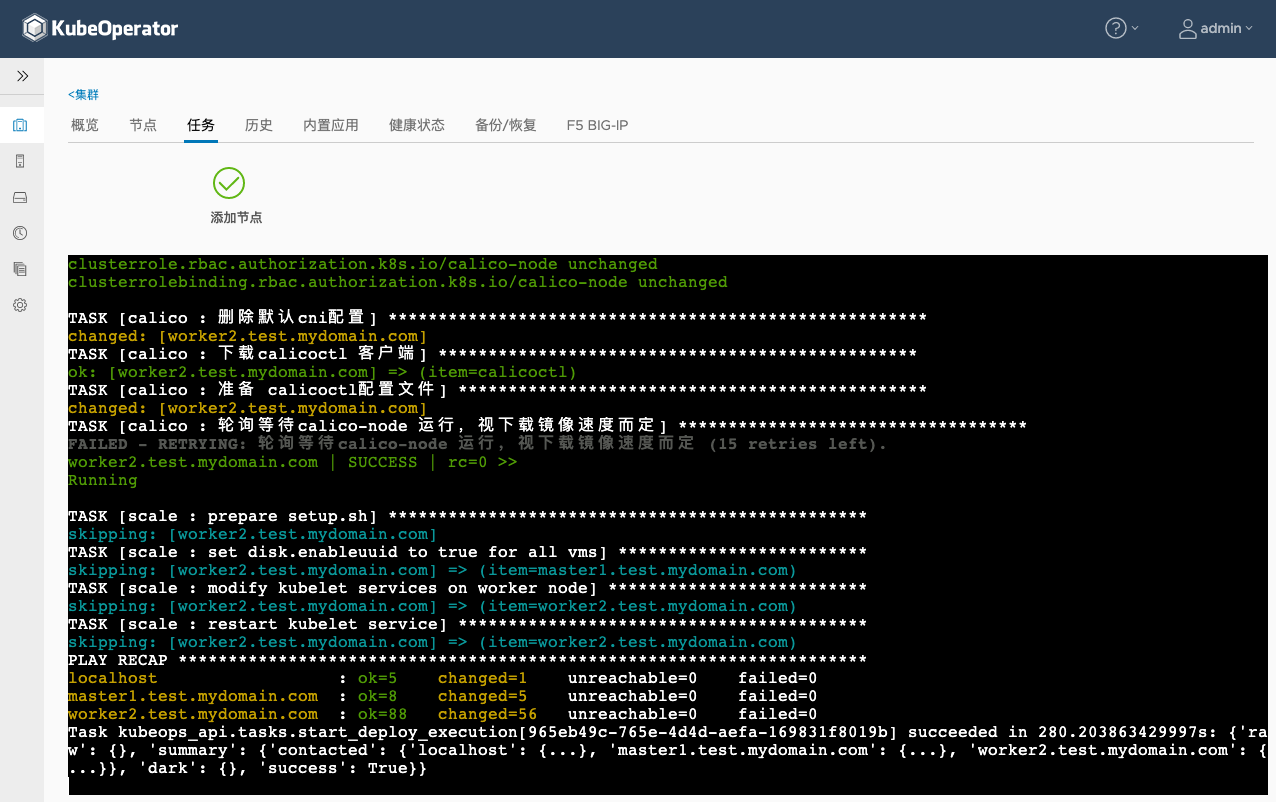 KubeOperator
admin
<集群
概览 节点 任务 历史 内置应用 健康状态 备份/恢复 F5 BIG-IP
添加节点
clusterrole.rbac.authorization.k8s.io/calico-node unchanged
clusterrolebinding.rbac.authorization.k8s.io/calico-node unchanged
TASK [calico : 删除默认cni配置] ******************************************************
changed: [worker2.test.mydomain.com]
TASK [calico : 下载calicoctl 客户端] ************************************************
ok: [worker2.test.mydomain.com] => (item=calicoctl)
TASK [calico : 准备 calicoctl配置文件] ***********************************************
changed: [worker2.test.mydomain.com]
TASK [calico : 轮询等待calico-node 运行，视下载镜像速度而定] ***********************************
FAILED - RETRYING: 轮询等待calico-node 运行，视下载镜像速度而定 (15 retries left).
worker2.test.mydomain.com | SUCCESS | rc=0 >>
Running
TASK [scale : prepare setup.sh] ************************************************
skipping: [worker2.test.mydomain.com]
TASK [scale : set disk.enableuuid to true for all vms] *************************
skipping: [worker2.test.mydomain.com] => (item=master1.test.mydomain.com)
TASK [scale : modify kubelet services on worker node] **************************
skipping: [worker2.test.mydomain.com] => (item=worker2.test.mydomain.com)
TASK [scale : restart kubelet service] *****************************************
skipping: [worker2.test.mydomain.com] => (item=worker2.test.mydomain.com)
PLAY RECAP *********************************************************************
localhost : ok=5 changed=1 unreachable=0 failed=0
master1.test.mydomain.com : ok=8 changed=5 unreachable=0 failed=0
worker2.test.mydomain.com : ok=88 changed=56 unreachable=0 failed=0
Task kubeops_api.tasks.start_deploy_execution[965eb49c-765e-4d4d-aefa-169831f8019b] succeeded in 280.203863429997s: {'ra
w': {}, 'summary': {'contacted': {'localhost': {...}, 'master1.test.mydomain.com': {...}, 'worker2.test.mydomain.com': {
...}}, 'dark': {}, 'success': True}}